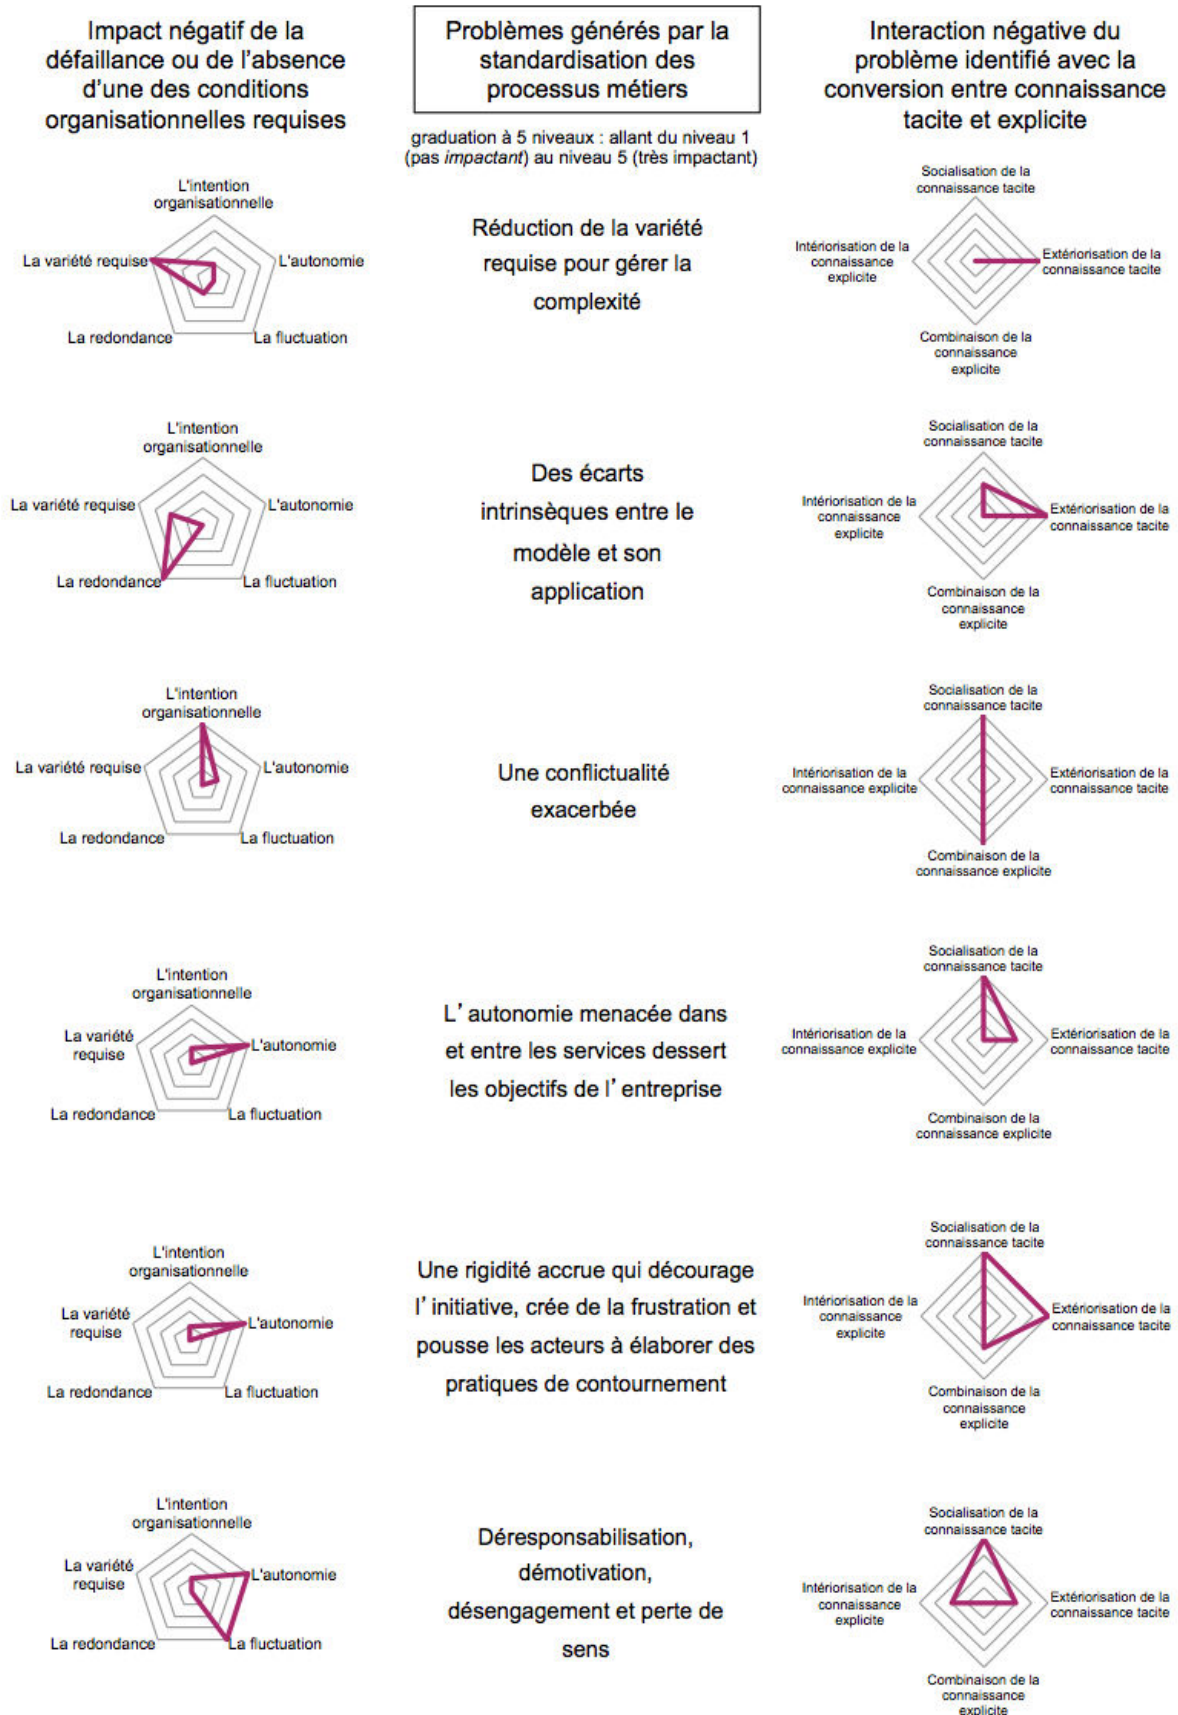 Impact négatif de la
défaillance ou de l'absence
d'une des conditions
organisationnelles requises
Problèmes générés par la
standardisation des
processus métiers
graduation à 5 niveaux : allant du niveau 1
(pas impactant) au niveau 5 (très impactant)
Interaction négative du
problème identifié avec la
conversion entre connaissance
tacite et explicite
L'intention
organisationnelle
La variété requise
L'autonomie
La redondance
La fluctuation
Réduction de la variété
requise pour gérer la
complexité
Socialisation de la
connaissance tacite
Intériorisation de la
connaissance
explicite
Extériorisation de la
connaissance tacite
Combinaison de la
connaissance
explicite
L'intention
organisationnelle
La variété requise
L'autonomie
La redondance
La fluctuation
Des écarts
intrinsèques entre le
modèle et son
application
Socialisation de la
connaissance tacite
Intériorisation de la
connaissance
explicite
Extériorisation de la
connaissance tacite
Combinaison de la
connaissance
explicite
L'intention
organisationnelle
La variété requise
L'autonomie
La redondance
La fluctuation
Une conflictualité
exacerbée
Socialisation de la
connaissance tacite
Intériorisation de la
connaissance explicite
Extériorisation de la
connaissance tacite
Combinaison de la
connaissance explicite
L'intention
organisationnelle
La variété
requise
L'autonomie
La redondance
La fluctuation
L'autonomie menacée dans
et entre les services dessert
les objectifs de l'entreprise
Socialisation de la
connaissance tacite
Intériorisation de la
connaissance explicite
Extériorisation de la
connaissance tacite
Combinaison de la
connaissance explicite
L'intention
organisationnelle
La variété
requise
L'autonomie
La redondance
La fluctuation
Une rigidité accrue qui décourage
l'initiative, crée de la frustration et
pousse les acteurs à élaborer des
pratiques de contournement
Socialisation de la
connaissance tacite
Intériorisation de la
connaissance
explicite
Extériorisation de la
connaissance tacite
Combinaison de la
connaissance
explicite
L'intention
organisationnelle
La variété
requise
L'autonomie
La redondance
La fluctuation
Déresponsabilisation,
démotivation,
désengagement et perte de
sens
Socialisation de la
connaissance tacite
Intériorisation de la
connaissance
explicite
Extériorisation de la
connaissance tacite
Combinaison de la
connaissance
explicite